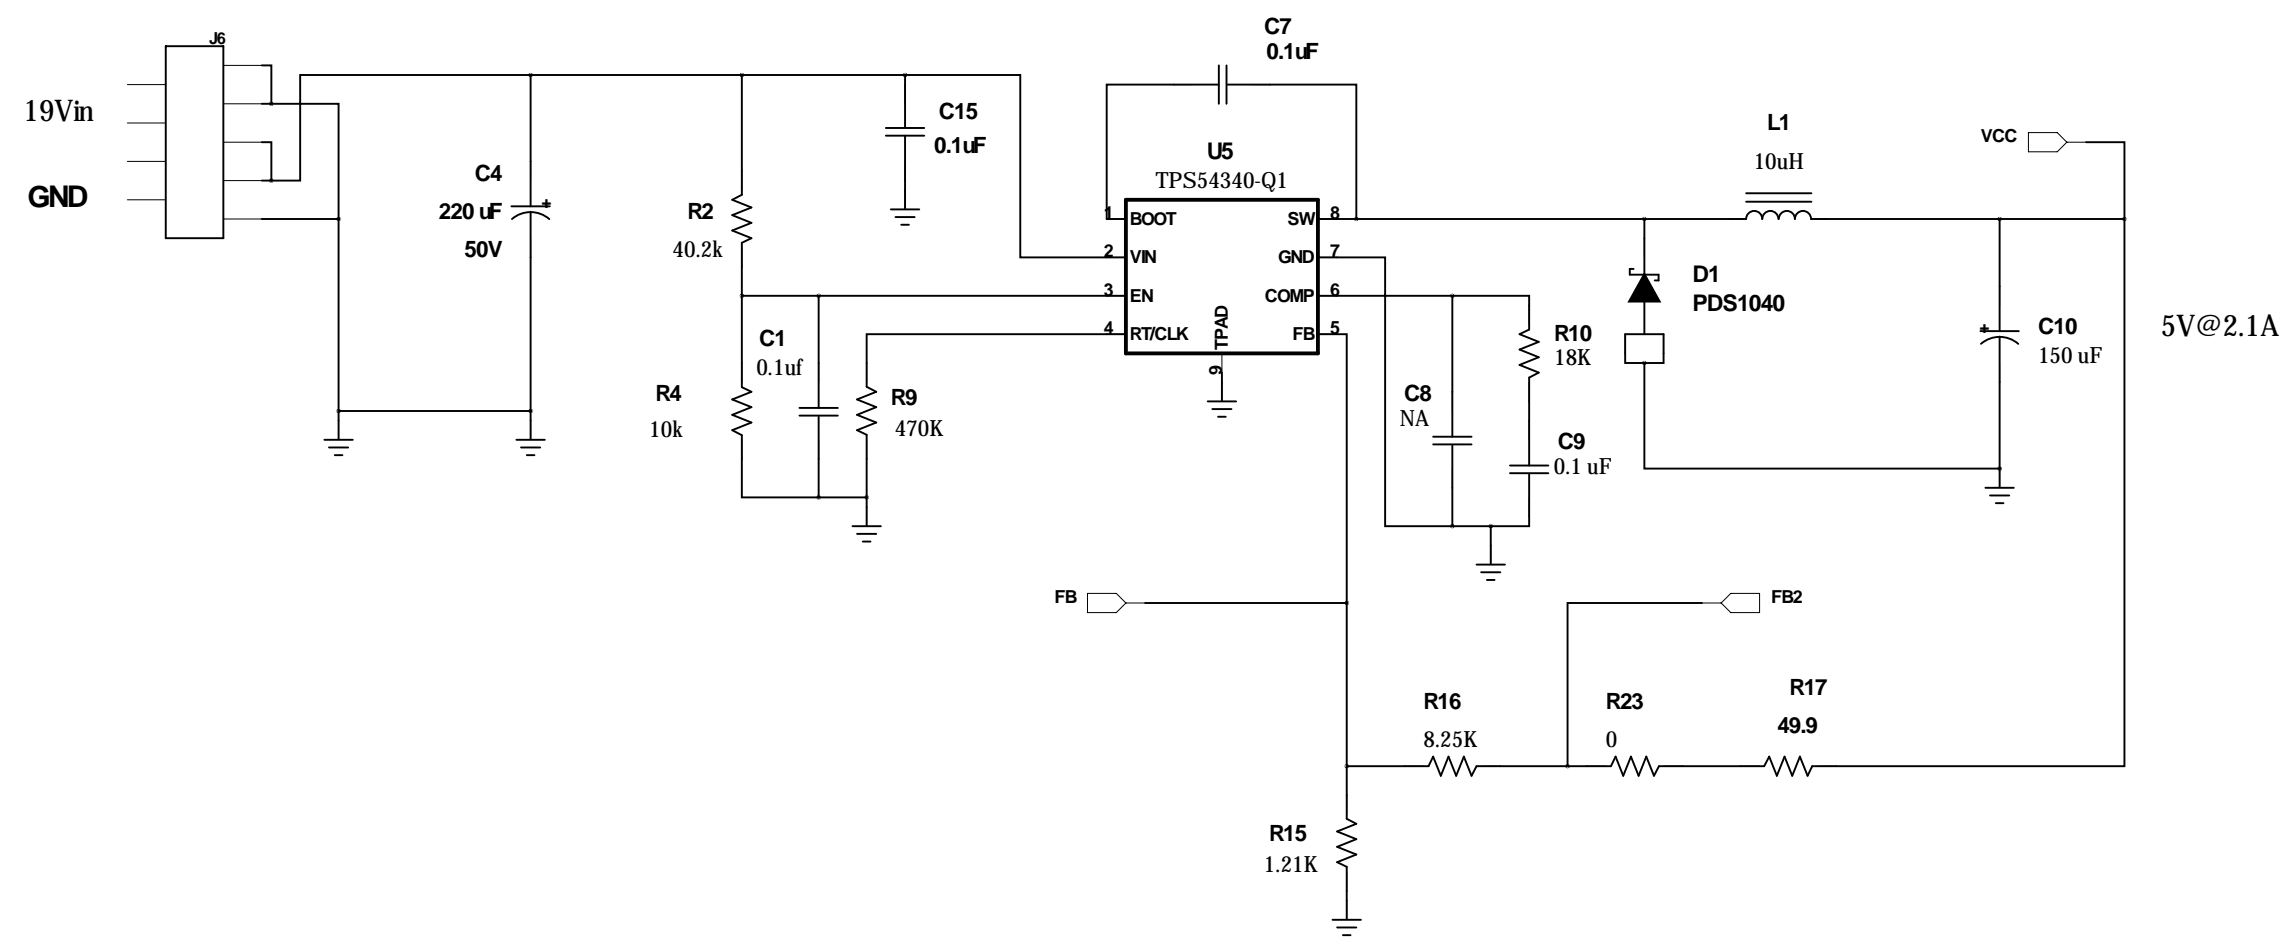 J6
19Vin
GND
C4
220 uF
50V
R2
40.2k
R4
10k
C1
0.1uf
R9
470K
C15
0.1uF
C7
0.1uF
U5
TPS54340-Q1
1
BOOT
2
VIN
3
EN
4
RT/CLK
TPAD
9
SW
8
GND
7
COMP
6
FB
5
C8
NA
R10
18K
C9
0.1 uF
L1
10uH
D1
PDS1040
VCC
C10
150 uF
5V@2.1A
FB
FB2
R16
8.25K
R23
0
R17
49.9
R15
1.21K